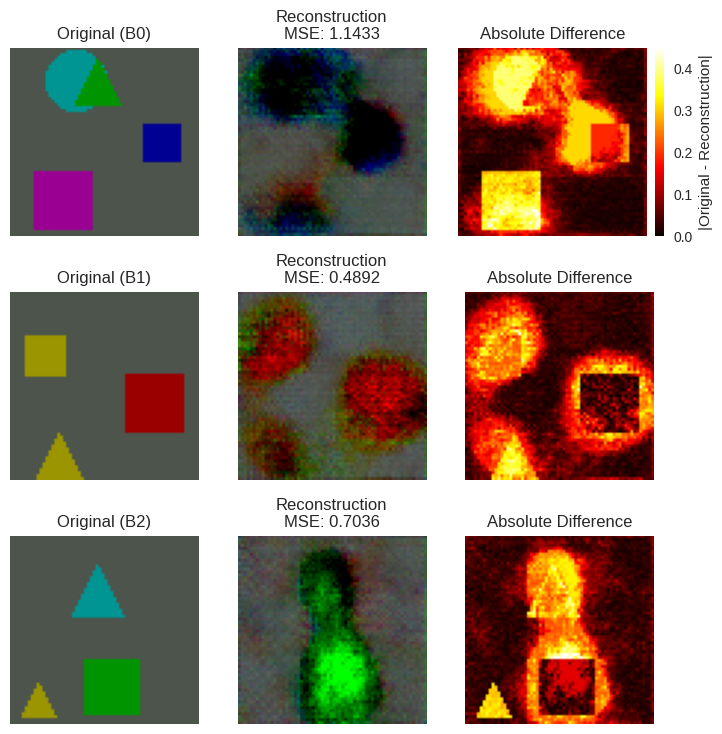 Original (B0)
Reconstruction
MSE: 1.1433
Absolute Difference
0.4
0.3
0.2
0.1
0.0
|Original - Reconstruction|
Original (B1)
Reconstruction
MSE: 0.4892
Absolute Difference
Original (B2)
Reconstruction
MSE: 0.7036
Absolute Difference